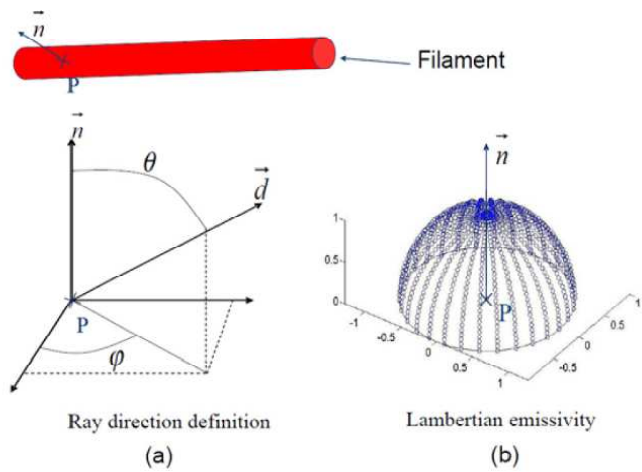 n
P
Filament
n
θ
d
P
φ
Ray direction definition
(a)
n
1
0.5
0
P
-1
-0.5
0
0.5
1
-0.5
0
0.5
1
Lambertian emissivity
(b)